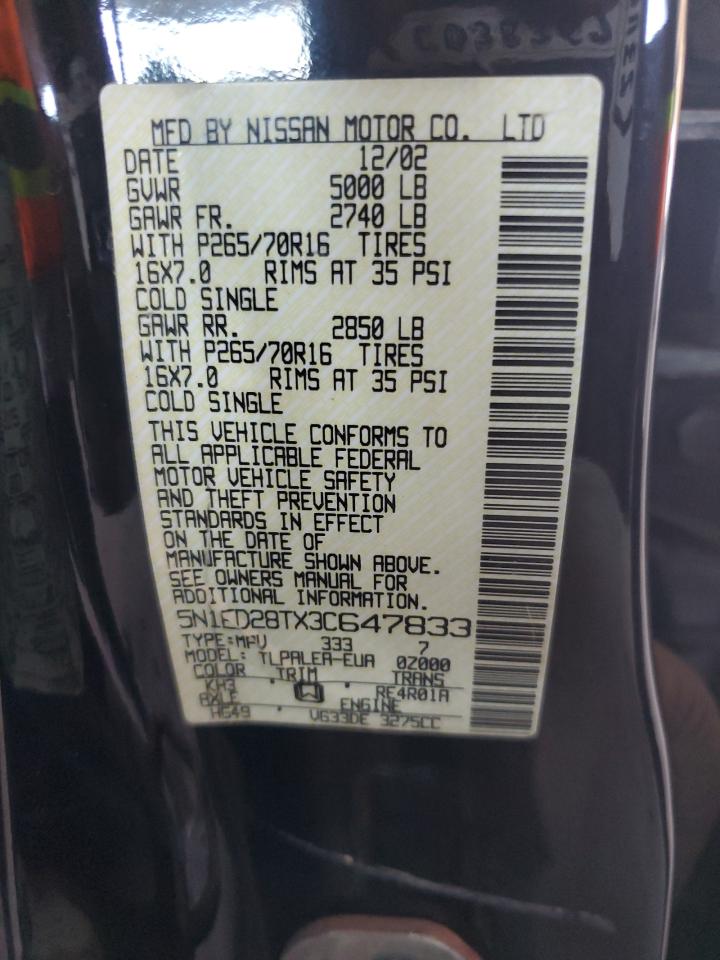 MFD BY NISSAN MOTOR CO. LTD
DATE 12/02
GVWR 5000 LB
GAWR FR. 2740 LB
WITH P265/70R16 TIRES
16X7.0 RIMS AT 35 PSI
COLD SINGLE
GAWR RR. 2850 LB
WITH P265/70R16 TIRES
16X7.0 RIMS AT 35 PSI
COLD SINGLE
THIS VEHICLE CONFORMS TO
ALL APPLICABLE FEDERAL
MOTOR VEHICLE SAFETY
AND THEFT PREVENTION
STANDARDS IN EFFECT
ON THE DATE OF
MANUFACTURE SHOWN ABOVE.
SEE OWNERS MANUAL FOR
ADDITIONAL INFORMATION.
5N1ED28TX3C647833
TYPE:MPV 333 7
MODEL: TLPALEA-EUA 0Z000
COLOR TRIM TRANS
KH3 W RE4R01A
AXLE ENGINE
HG49 VG33DE 3275CC